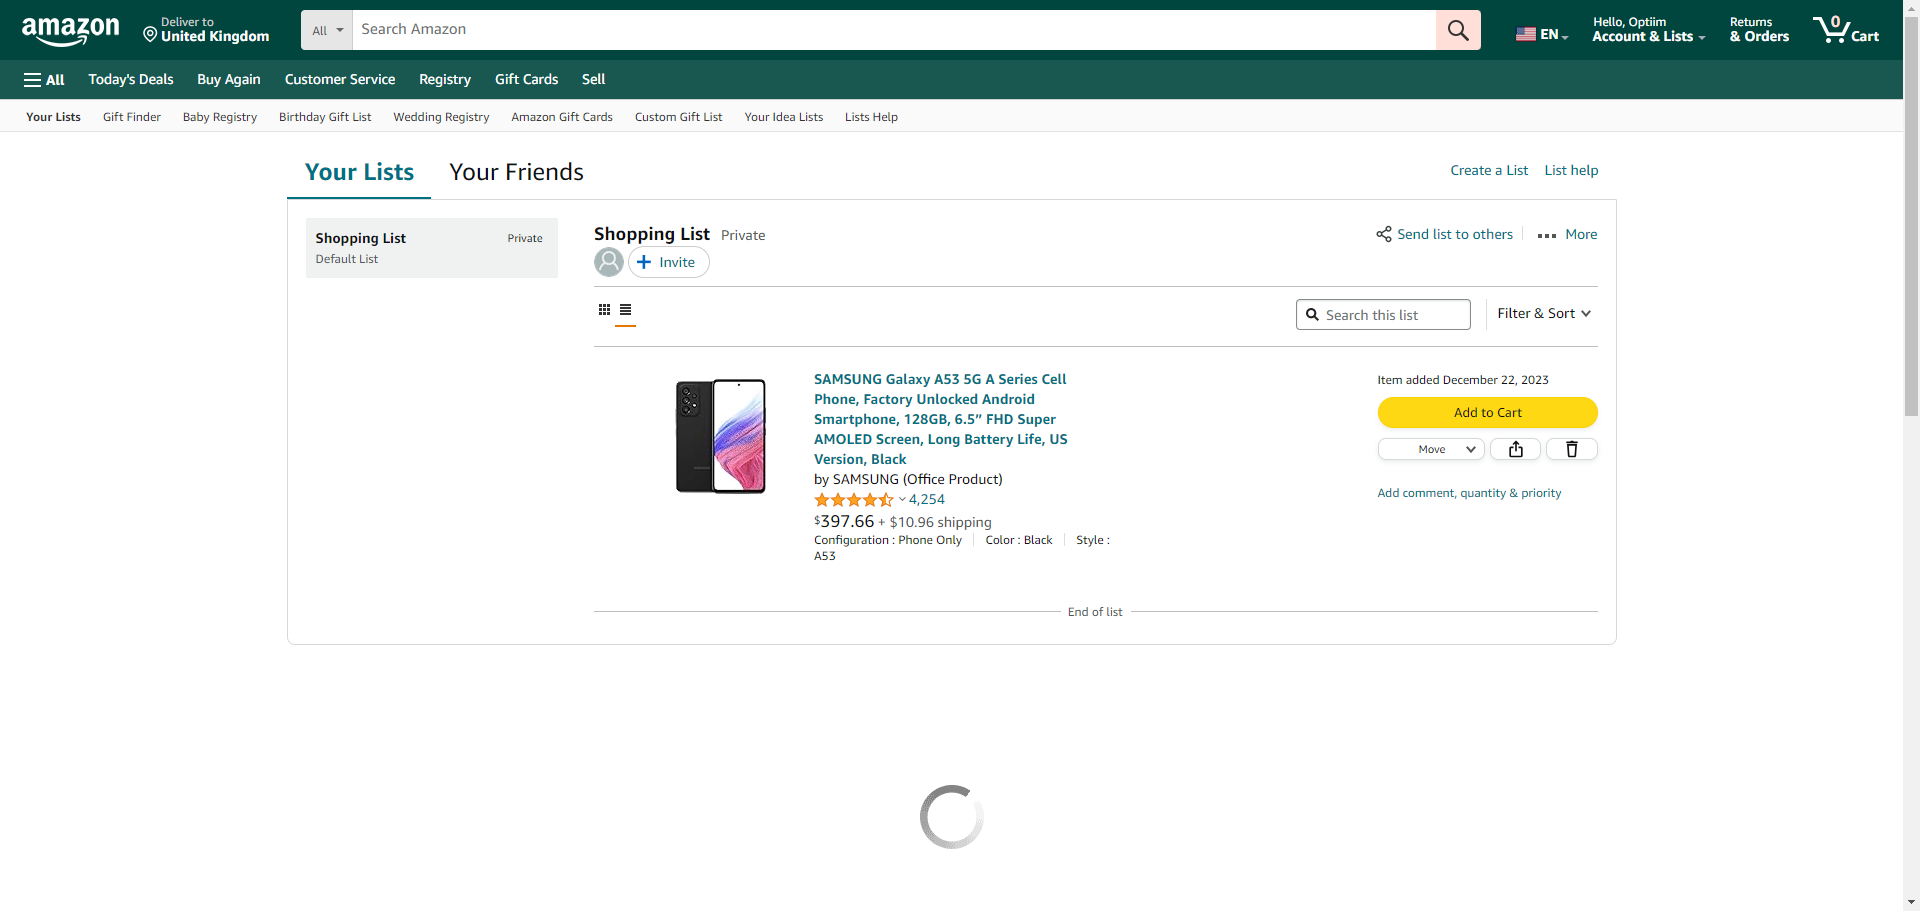 amazon
Deliver to
United Kingdom
All
Search Amazon
EN
Hello, Optiim
Account & Lists
Returns
& Orders
0
Cart
All
Today's Deals
Buy Again
Customer Service
Registry
Gift Cards
Sell
Your Lists
Gift Finder
Baby Registry
Birthday Gift List
Wedding Registry
Amazon Gift Cards
Custom Gift List
Your Idea Lists
Lists Help
Your Lists
Your Friends
Create a List
List help
Shopping List
Private
Default List
Shopping List
Private
Send list to others
More
Invite
Search this list
Filter & Sort
SAMSUNG Galaxy A53 5G A Series Cell
Phone, Factory Unlocked Android
Smartphone, 128GB, 6.5” FHD Super
AMOLED Screen, Long Battery Life, US
Version, Black
by SAMSUNG (Office Product)
4,254
$397.66 + $10.96 shipping
Configuration : Phone Only
Color : Black
Style :
A53
Item added December 22, 2023
Add to Cart
Move
Add comment, quantity & priority
End of list